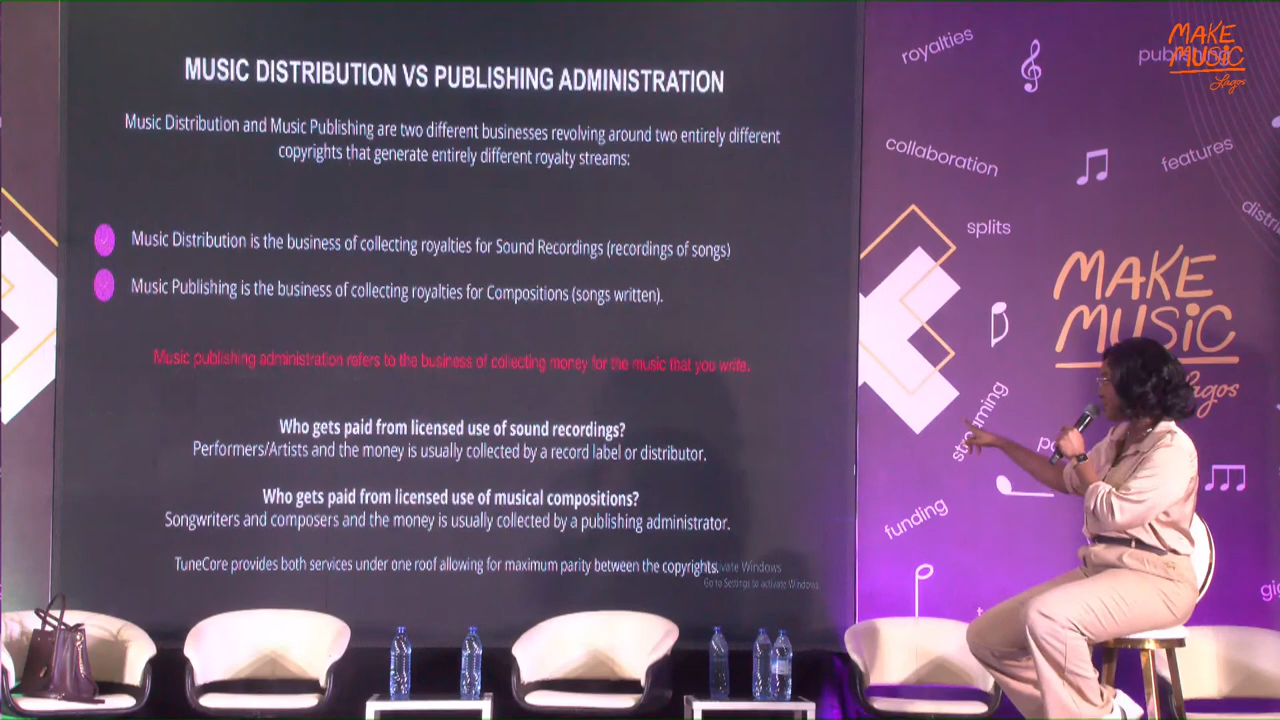 MUSIC DISTRIBUTION VS PUBLISHING ADMINISTRATION
Music Distribution and Music Publishing are two different businesses revolving around two entirely different
copyrights that generate entirely different royalty streams:
Music Distribution is the business of collecting royalties for Sound Recordings (recordings of songs)
Music Publishing is the business of collecting royalties for Compositions (songs written).
Music publishing administration refers to the business of collecting money for the music that you write.
Who gets paid from licensed use of sound recordings?
Performers/Artists and the money is usually collected by a record label or distributor.
Who gets paid from licensed use of musical compositions?
Songwriters and composers and the money is usually collected by a publishing administrator.
TuneCore provides both services under one roof allowing for maximum parity between the copyrights.
vate Windows
Go to Settings to activate Windows.
royalties
publishing
MAKE
MUSIC
Lagos
collaboration
features
distri
splits
MAKE
MUSIC
Lagos
streaming
po
funding
gig